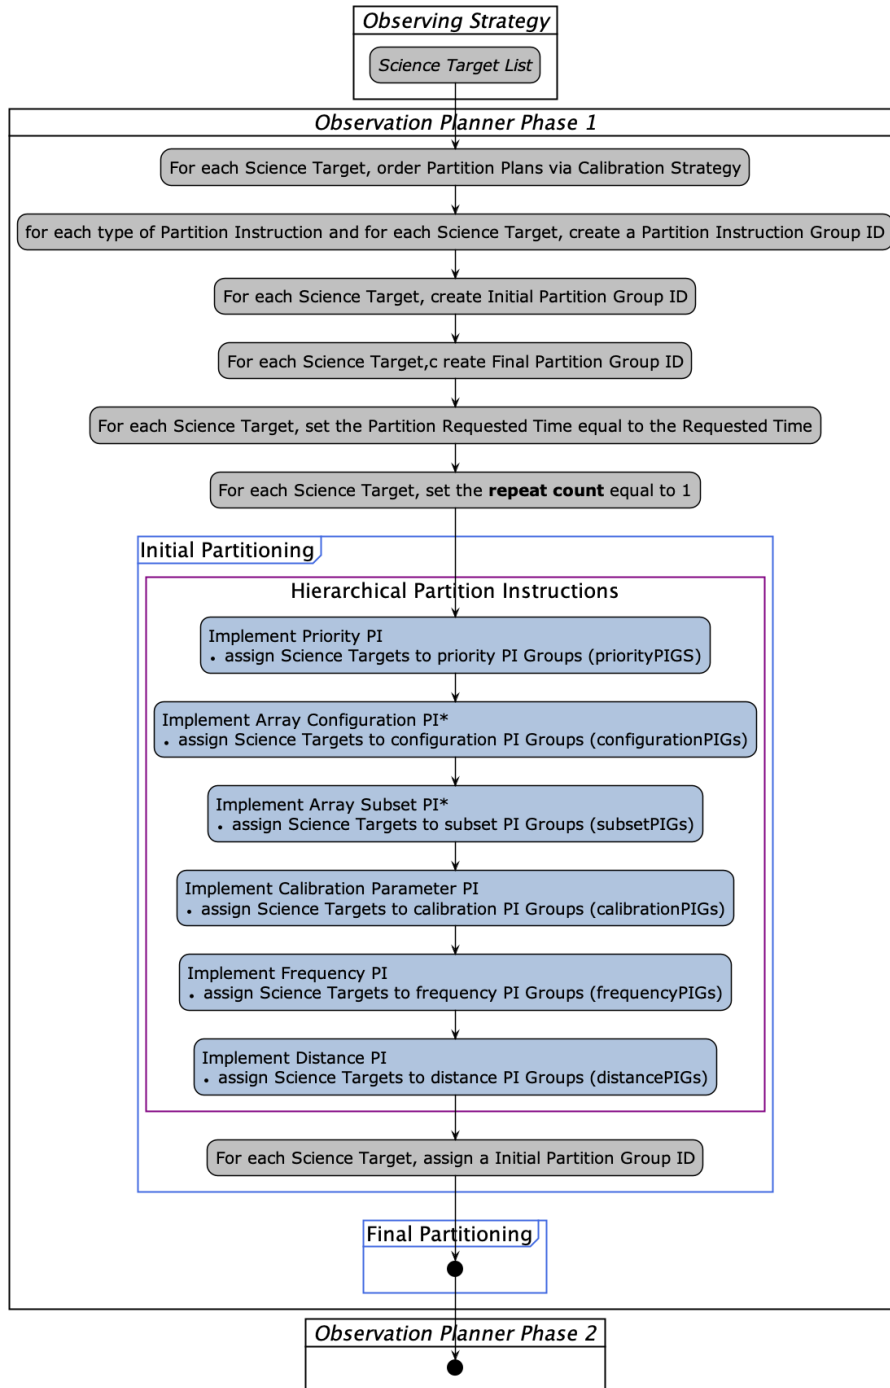 Observing Strategy
Science Target List
Observation Planner Phase 1
For each Science Target, order Partition Plans via Calibration Strategy
for each type of Partition Instruction and for each Science Target, create a Partition Instruction Group ID
For each Science Target, create Initial Partition Group ID
For each Science Target,c reate Final Partition Group ID
For each Science Target, set the Partition Requested Time equal to the Requested Time
For each Science Target, set the repeat count equal to 1
Initial Partitioning
Hierarchical Partition Instructions
Implement Priority PI
• assign Science Targets to priority PI Groups (priorityPIGS)
Implement Array Configuration PI*
• assign Science Targets to configuration PI Groups (configurationPIGs)
Implement Array Subset PI*
• assign Science Targets to subset PI Groups (subsetPIGs)
Implement Calibration Parameter PI
• assign Science Targets to calibration PI Groups (calibrationPIGs)
Implement Frequency PI
• assign Science Targets to frequency PI Groups (frequencyPIGs)
Implement Distance PI
• assign Science Targets to distance PI Groups (distancePIGs)
For each Science Target, assign a Initial Partition Group ID
Final Partitioning
Observation Planner Phase 2